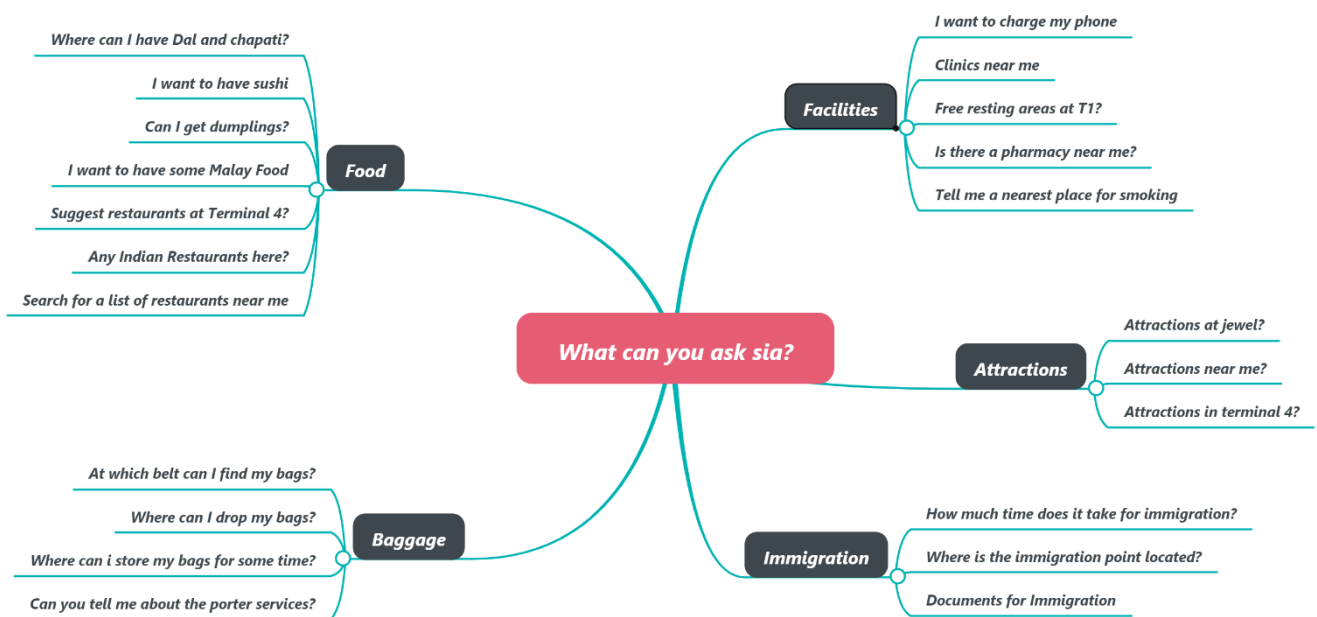 What can you ask sia?
Food
Where can I have Dal and chapati?
I want to have sushi
Can I get dumplings?
I want to have some Malay Food
Suggest restaurants at Terminal 4?
Any Indian Restaurants here?
Search for a list of restaurants near me
Baggage
At which belt can I find my bags?
Where can I drop my bags?
Where can i store my bags for some time?
Can you tell me about the porter services?
Facilities
I want to charge my phone
Clinics near me
Free resting areas at T1?
Is there a pharmacy near me?
Tell me a nearest place for smoking
Attractions
Attractions at jewel?
Attractions near me?
Attractions in terminal 4?
Immigration
How much time does it take for immigration?
Where is the immigration point located?
Documents for Immigration